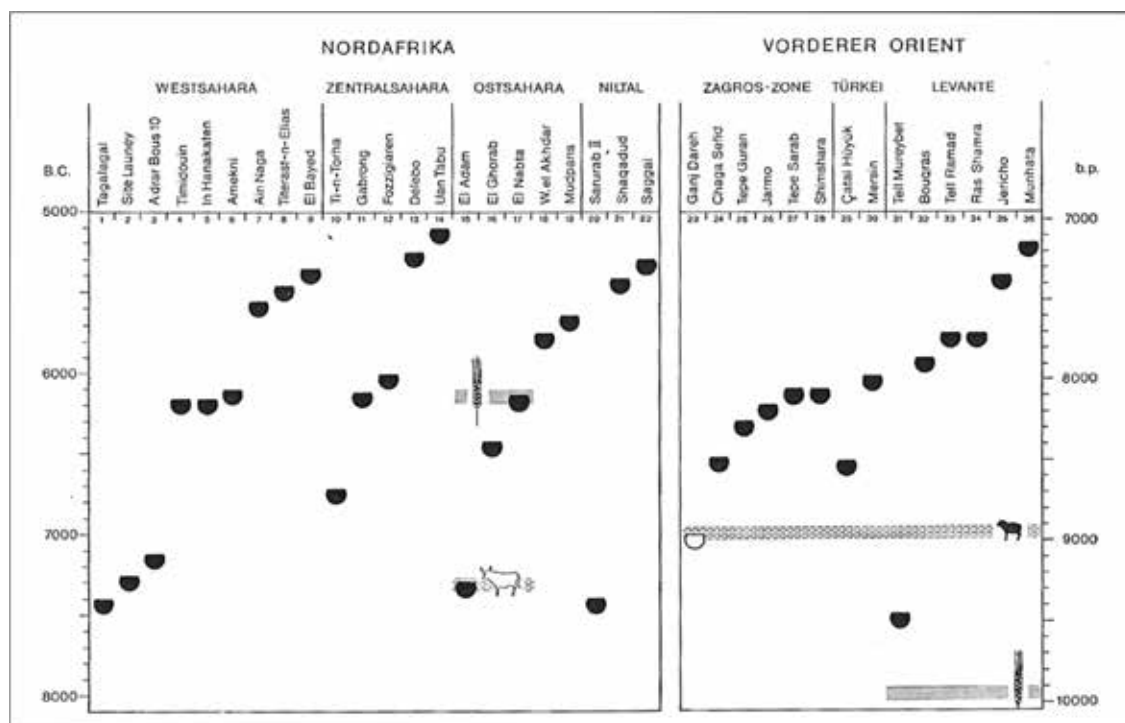 NORDAFRIKA
VORDERER ORIENT
WESTSAHARA
ZENTRALSAHARA
OSTSAHARA
NILTAL
ZAGROS-ZONE
TÜRKEI
LEVANTE
B.C.
Tagalagal
Site Launey
Adrar Bous 10
Timidouin
In Hanakaten
Amekni
Ain Naga
Titerast-n-Elias
El Bayed
Ti-n-Torha
Gabrong
Fozzigiaren
Delebo
Uan Tabu
El Adam
El Ghorab
El Nabta
W.el Akhdar
Mudpans
Sarurab II
Shaqadud
Saggai
Ganj Dareh
Chaga Sefid
Tepe Guran
Jarmo
Tepe Sarab
Shimshara
Çatal Hüyük
Mersin
Tell Mureybet
Bouqras
Tell Ramad
Ras Shamra
Jericho
Munhata
b.p.
5000
1 2 3 4 5 6 7 8 9 10 11 12 13 14 15 16 17 18 19 20 21 22
23 24 25 26 27 28 29 30 31 32 33 34 35 36
7000
6000
8000
7000
9000
8000
10000